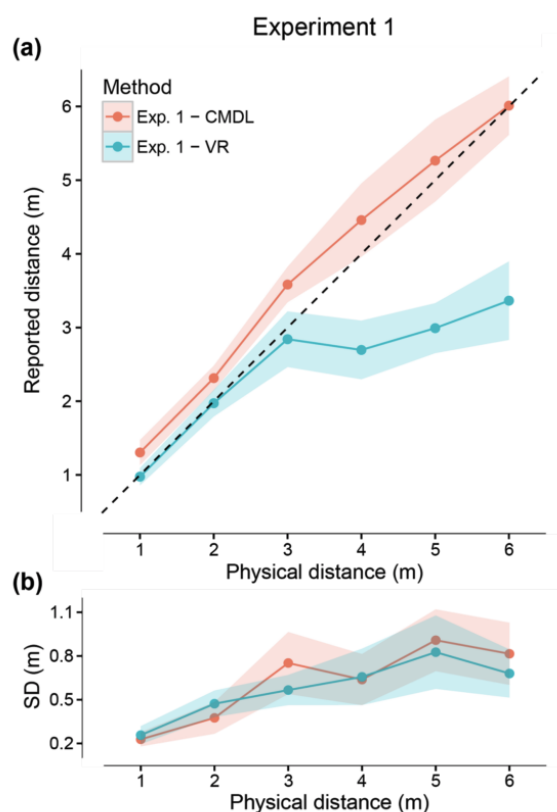 Experiment 1
(a)
Method
Exp. 1 – CMDL
Exp. 1 – VR
Reported distance (m)
6
5
4
3
2
1
1 2 3 4 5 6
Physical distance (m)
(b)
SD (m)
1.1
0.8
0.5
0.2
1 2 3 4 5 6
Physical distance (m)